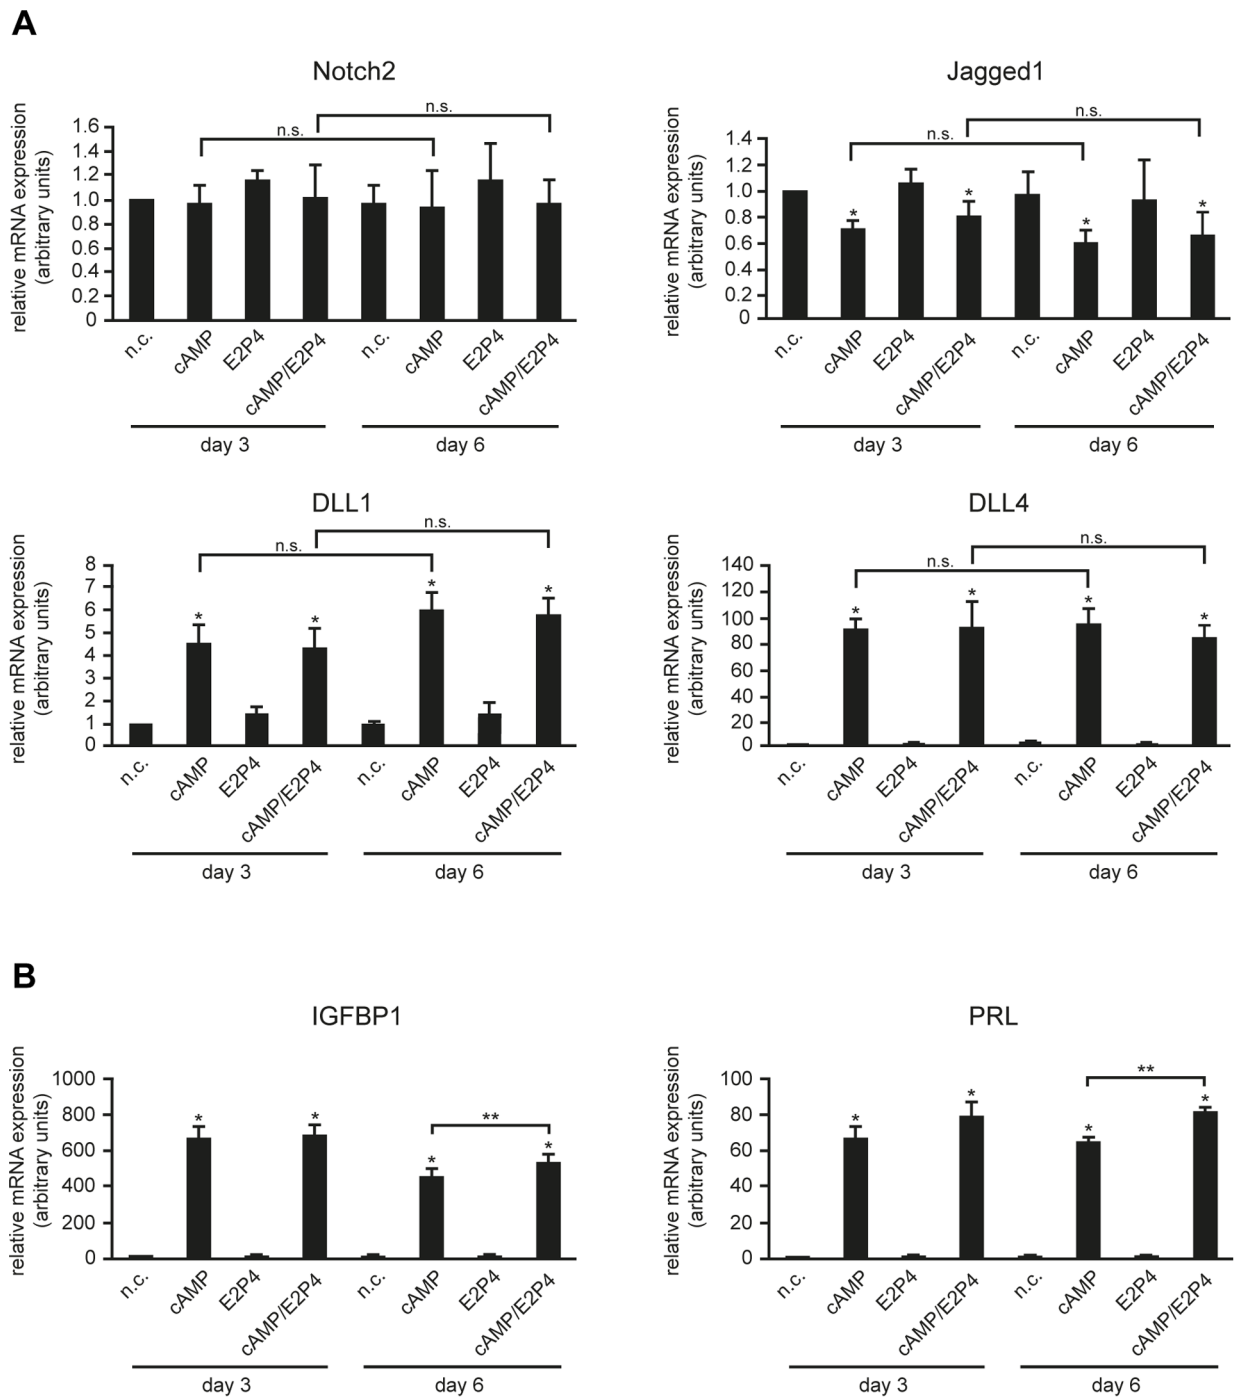 A
Notch2
relative mRNA expression
(arbitrary units)
1.6
1.4
1.2
1.0
0.8
0.6
0.4
0.2
0
n.s.
n.s.
n.c.
cAMP
E2P4
cAMP/E2P4
n.c.
cAMP
E2P4
cAMP/E2P4
day 3
day 6
Jagged1
relative mRNA expression
(arbitrary units)
1.4
1.2
1.0
0.8
0.6
0.4
0.2
0
n.s.
n.s.
*
*
*
*
n.c.
cAMP
E2P4
cAMP/E2P4
n.c.
cAMP
E2P4
cAMP/E2P4
day 3
day 6
DLL1
relative mRNA expression
(arbitrary units)
8
7
6
5
4
3
2
1
0
n.s.
n.s.
*
*
*
*
n.c.
cAMP
E2P4
cAMP/E2P4
n.c.
cAMP
E2P4
cAMP/E2P4
day 3
day 6
DLL4
relative mRNA expression
(arbitrary units)
140
120
100
80
60
40
20
0
n.s.
n.s.
*
*
*
*
n.c.
cAMP
E2P4
cAMP/E2P4
n.c.
cAMP
E2P4
cAMP/E2P4
day 3
day 6
B
IGFBP1
relative mRNA expression
(arbitrary units)
1000
800
600
400
200
0
*
*
*
**
*
n.c.
cAMP
E2P4
cAMP/E2P4
n.c.
cAMP
E2P4
cAMP/E2P4
day 3
day 6
PRL
relative mRNA expression
(arbitrary units)
100
80
60
40
20
0
*
*
*
**
*
n.c.
cAMP
E2P4
cAMP/E2P4
n.c.
cAMP
E2P4
cAMP/E2P4
day 3
day 6